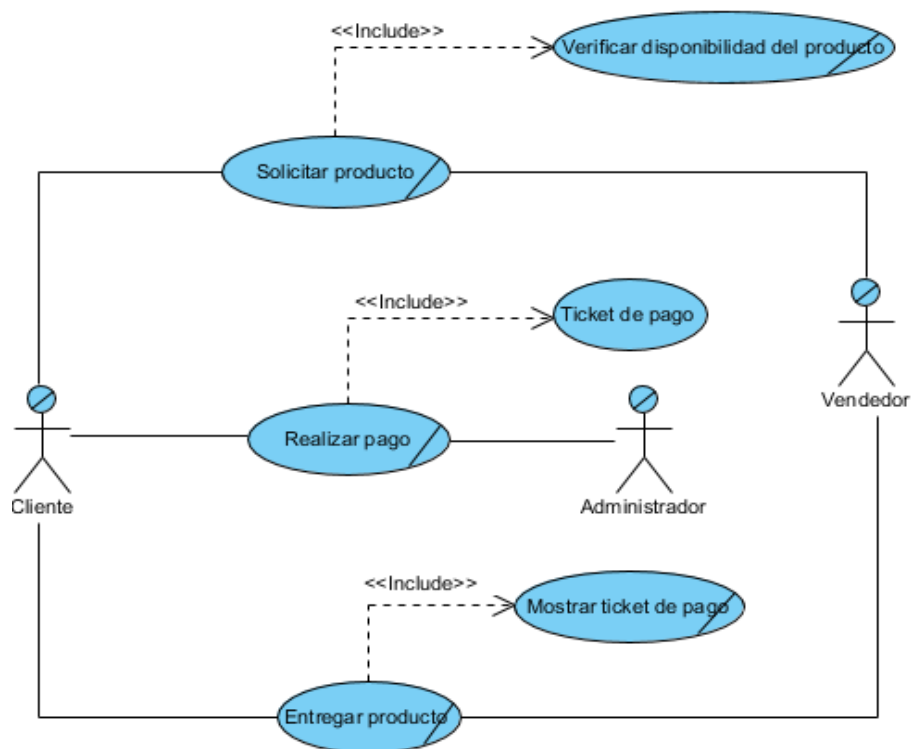 <<Include>>
Verificar disponibilidad del producto
Solicitar producto
<<Include>>
Ticket de pago
Vendedor
Realizar pago
Cliente
Administrador
<<Include>>
Mostrar ticket de pago
Entregar producto